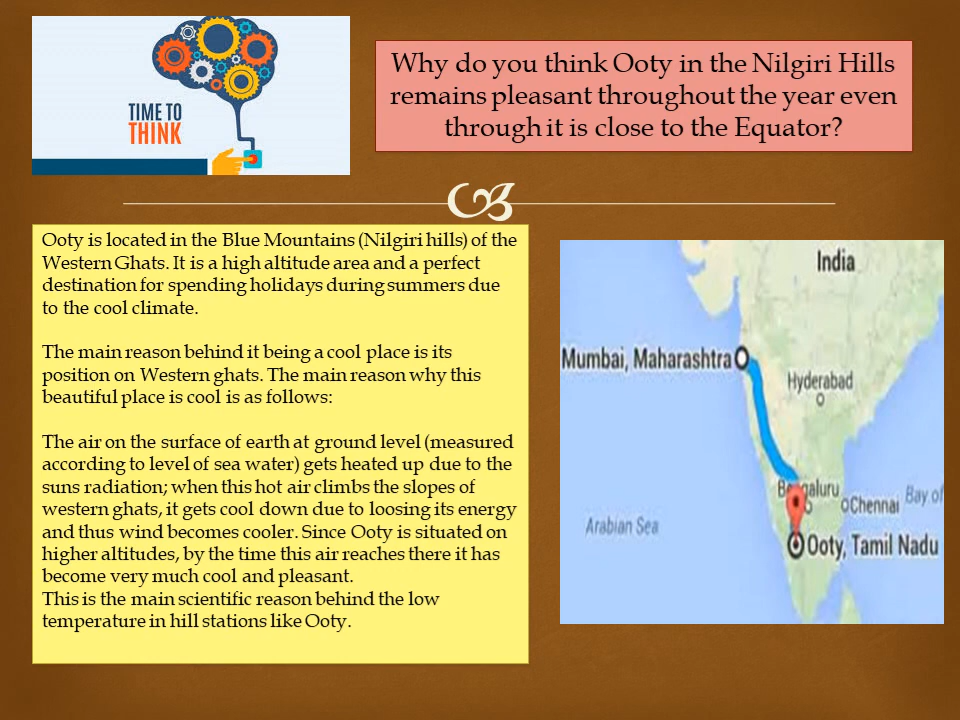 TIME TO
THINK
Why do you think Ooty in the Nilgiri Hills
remains pleasant throughout the year even
through it is close to the Equator?
Ooty is located in the Blue Mountains (Nilgiri hills) of the
Western Ghats. It is a high altitude area and a perfect
destination for spending holidays during summers due
to the cool climate.
The main reason behind it being a cool place is its
position on Western ghats. The main reason why this
beautiful place is cool is as follows:
The air on the surface of earth at ground level (measured
according to level of sea water) gets heated up due to the
suns radiation; when this hot air climbs the slopes of
western ghats, it gets cool down due to loosing its energy
and thus wind becomes cooler. Since Ooty is situated on
higher altitudes, by the time this air reaches there it has
become very much cool and pleasant.
This is the main scientific reason behind the low
temperature in hill stations like Ooty.
India
Mumbai, Maharashtra
Hyderabad
Bengaluru
Chennai
Bay of
Arabian Sea
Ooty, Tamil Nadu